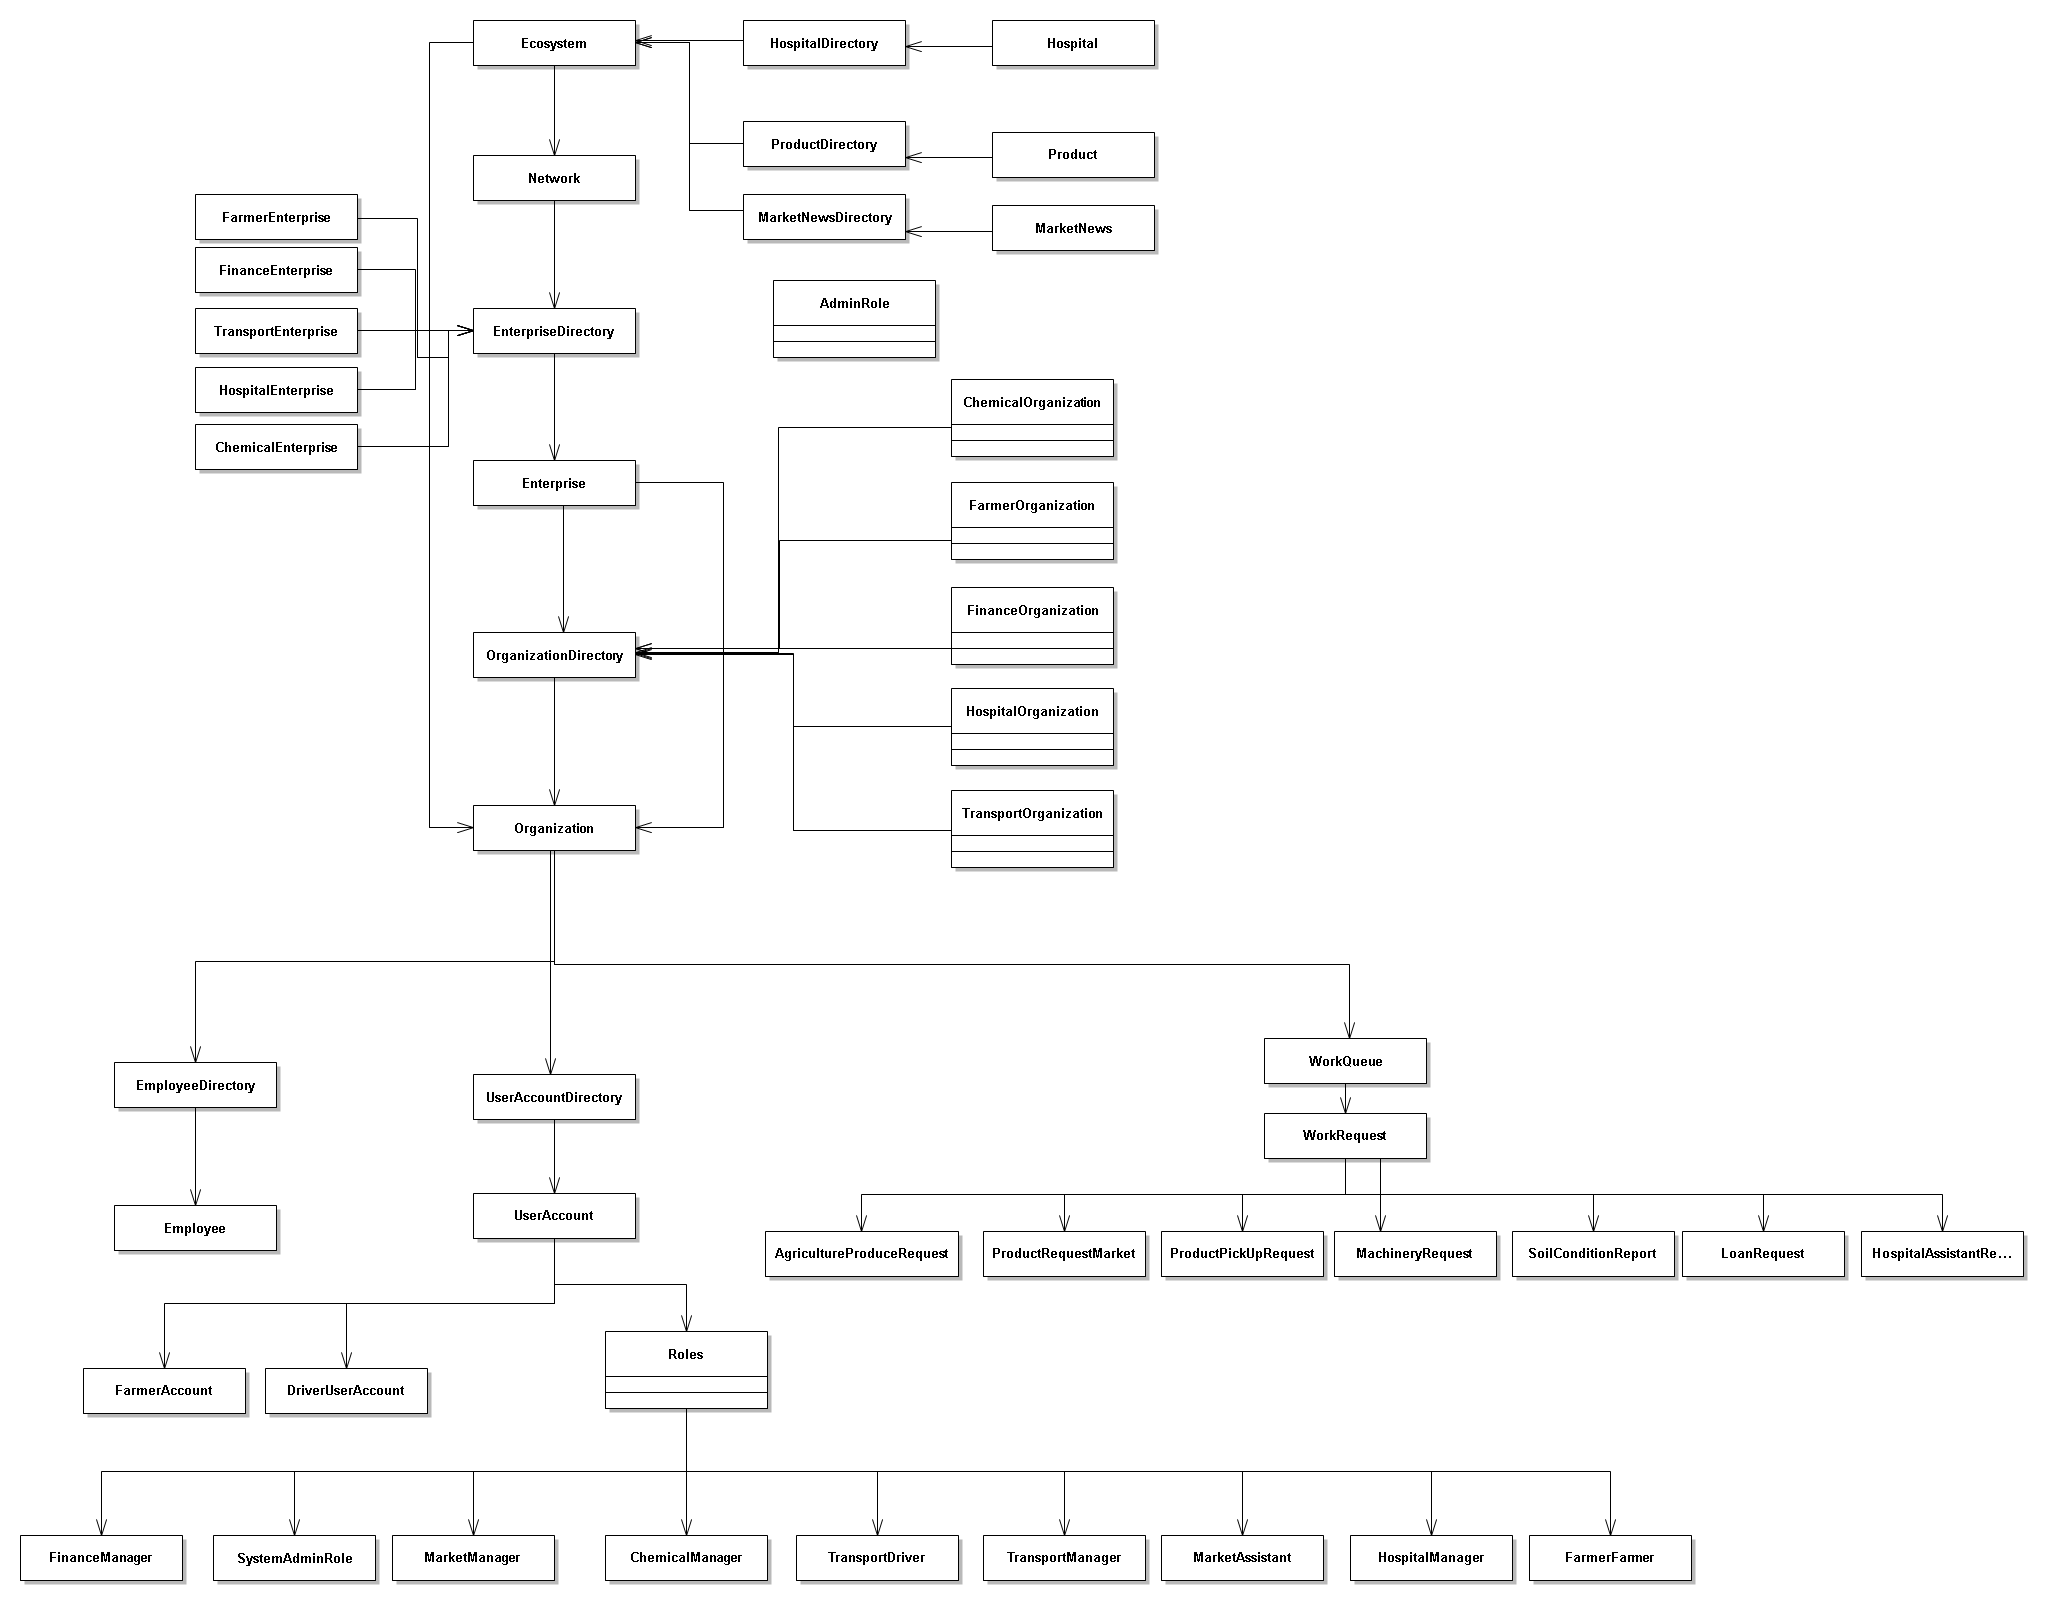 Ecosystem
HospitalDirectory
Hospital
ProductDirectory
Product
Network
FarmerEnterprise
MarketNewsDirectory
MarketNews
FinanceEnterprise
AdminRole
TransportEnterprise
EnterpriseDirectory
HospitalEnterprise
ChemicalOrganization
ChemicalEnterprise
Enterprise
FarmerOrganization
FinanceOrganization
OrganizationDirectory
HospitalOrganization
Organization
TransportOrganization
EmployeeDirectory
UserAccountDirectory
WorkQueue
WorkRequest
Employee
UserAccount
AgricultureProduceRequest
ProductRequestMarket
ProductPickUpRequest
MachineryRequest
SoilConditionReport
LoanRequest
HospitalAssistantRe...
Roles
FarmerAccount
DriverUserAccount
FinanceManager
SystemAdminRole
MarketManager
ChemicalManager
TransportDriver
TransportManager
MarketAssistant
HospitalManager
FarmerFarmer